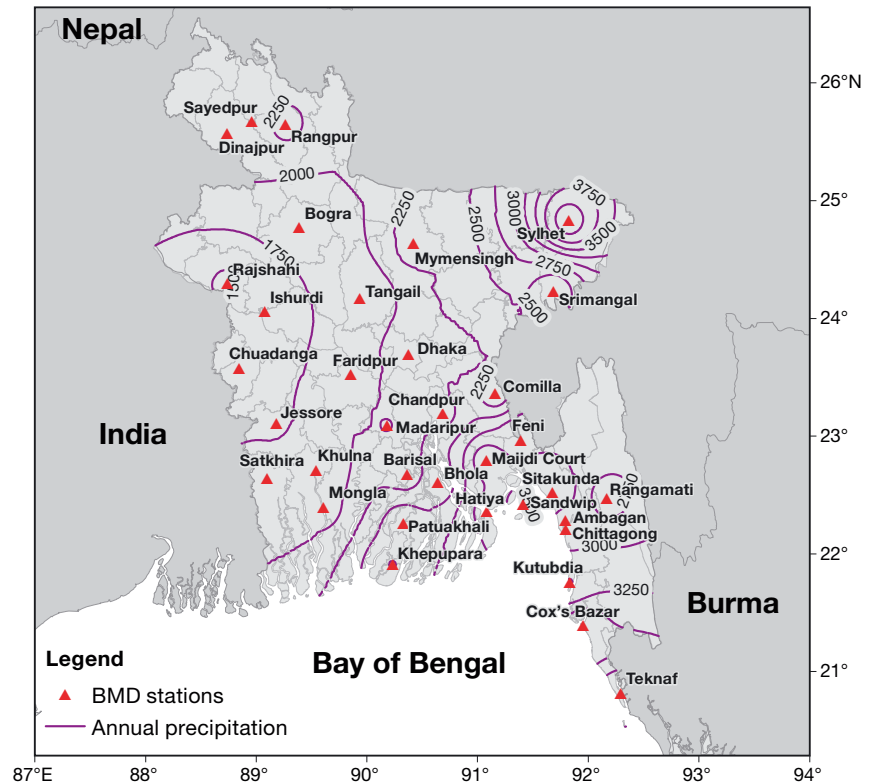 Nepal
26°N
Sayedpur
2250
Rangpur
Dinajpur
2000
3750
25°
Bogra
2250
2500
3000
Sylhet
3500
1750
Mymensingh
2750
Rajshahi
150
Ishurdi
Tangail
2500
Srimangal
24°
Chuadanga
Faridpur
Dhaka
2250
Comilla
Chandpur
Jessore
Madaripur
Feni
India
23°
Satkhira
Khulna
Barisal
Maijdi Court
Bhola
Sitakunda
Rangamati
2750
Mongla
Hatiya
Sandwip
3500
Ambagan
Patuakhali
Chittagong
3000
Khepupara
22°
Kutubdia
3250
Cox's Bazar
Burma
Legend
Bay of Bengal
21°
Teknaf
BMD stations
Annual precipitation
87°E
88°
89°
90°
91°
92°
93°
94°